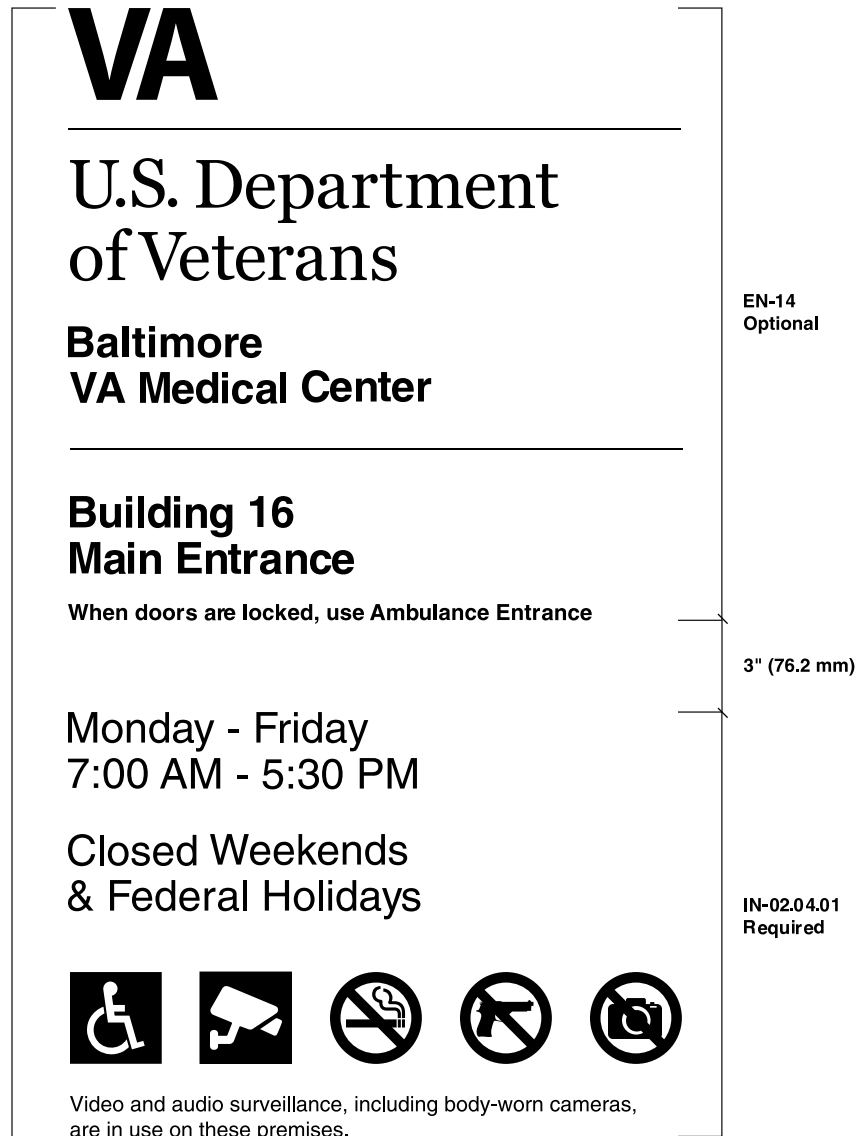 VA
U.S. Department
of Veterans
Baltimore
VA Medical Center
EN-14
Optional
Building 16
Main Entrance
When doors are locked, use Ambulance Entrance
3" (76.2 mm)
Monday - Friday
7:00 AM - 5:30 PM
Closed Weekends
& Federal Holidays
IN-02.04.01
Required
Video and audio surveillance, including body-worn cameras,
are in use on these premises.